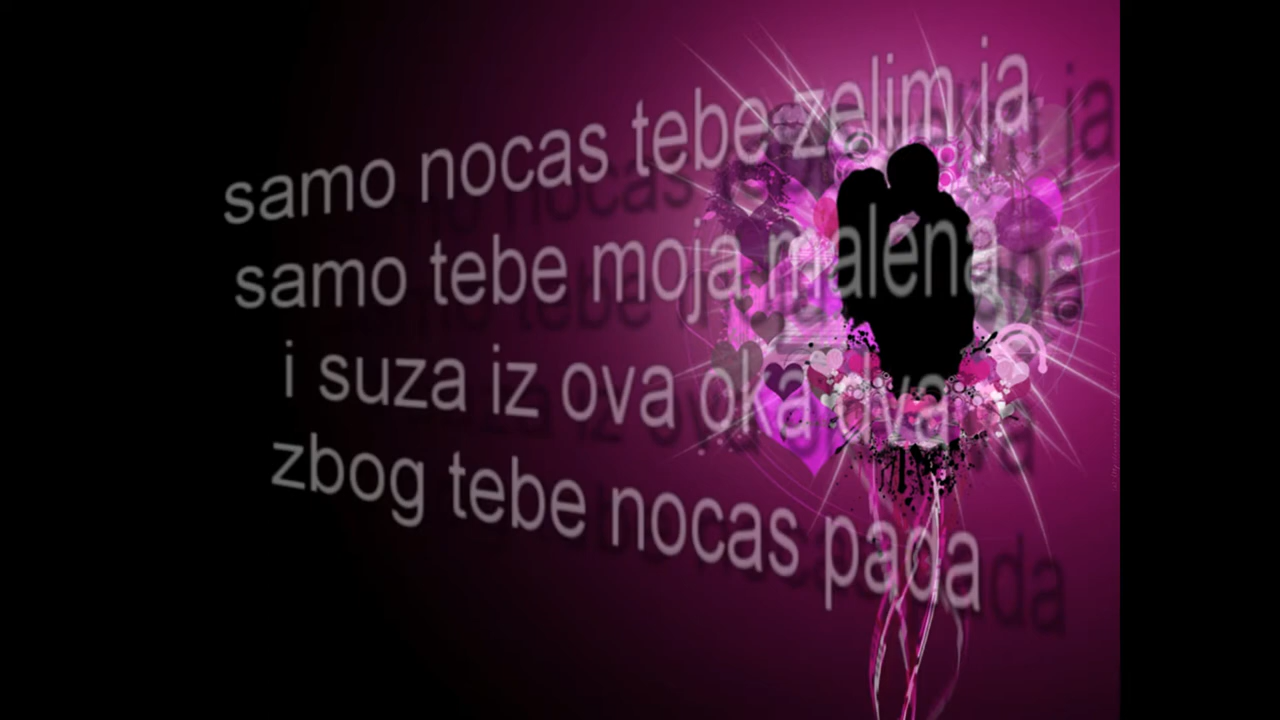 samo nocas tebe zelim ja
samo tebe moja malena
i suza iz ova oka dva
zbog tebe nocas pada